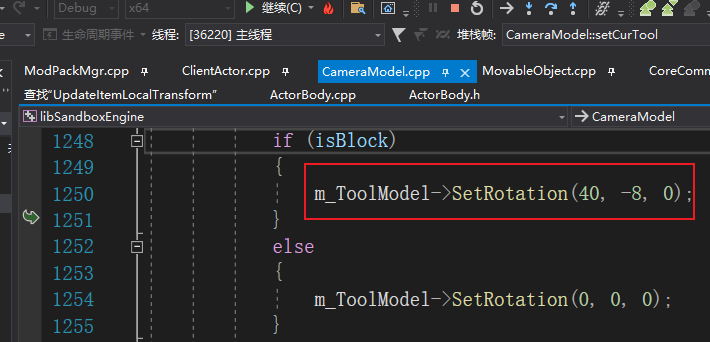 Debug x64 继续(C)
生命周期事件 线程: [36220] 主线程 堆栈帧: CameraModel::setCurTool
ModPackMgr.cpp ClientActor.cpp CameraModel.cpp MovableObject.cpp CoreComm
查找"UpdateItemLocalTransform" ActorBody.cpp ActorBody.h
libSandboxEngine CameraModel
1248 if (isBlock)
1249 {
1250 m_ToolModel->SetRotation(40, -8, 0);
1251 }
1252 else
1253 {
1254 m_ToolModel->SetRotation(0, 0, 0);
1255 }